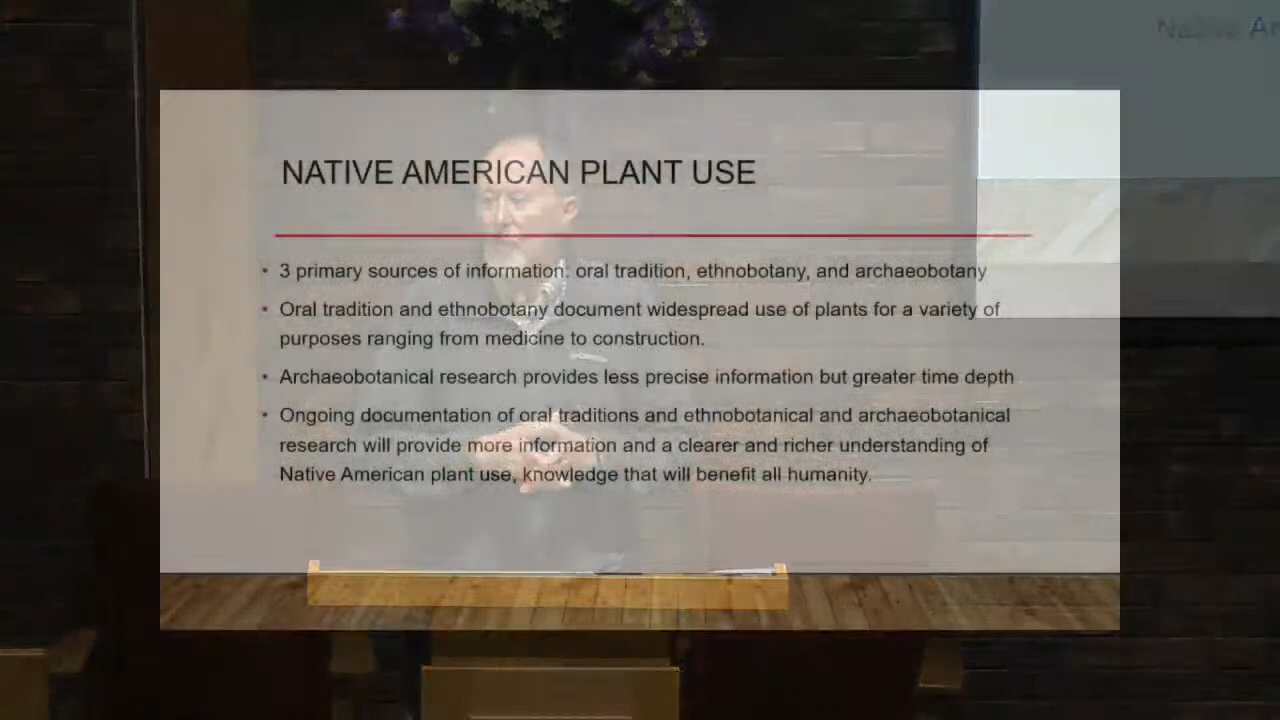 Native
NATIVE AMERICAN PLANT USE
• 3 primary sources of information: oral tradition, ethnobotany, and archaeobotany
• Oral tradition and ethnobotany document widespread use of plants for a variety of
purposes ranging from medicine to construction.
• Archaeobotanical research provides less precise information but greater time depth
• Ongoing documentation of oral traditions and ethnobotanical and archaeobotanical
research will provide more information and a clearer and richer understanding of
Native American plant use, knowledge that will benefit all humanity.